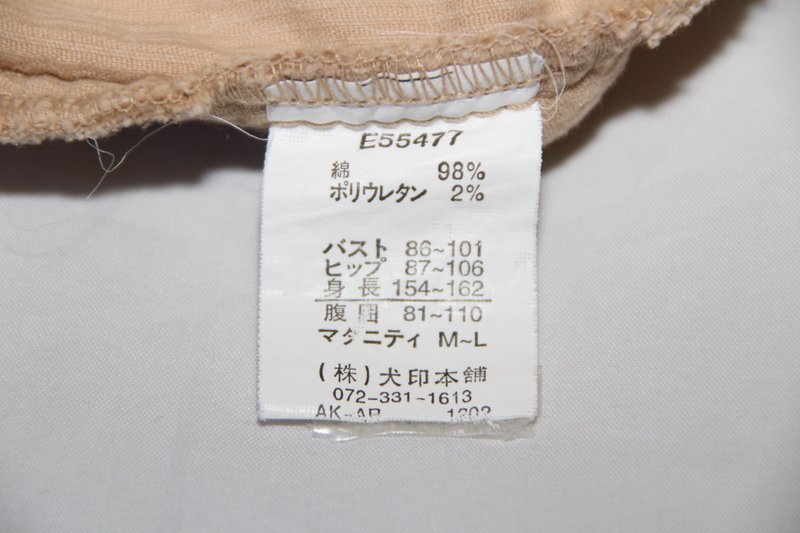 E55477
綿 98%
ポリウレタン 2%
バスト 86~101
ヒップ 87~106
身長 154~162
腹囲 81~110
マタニティ M~L
(株)犬印本舗
072-331-1613